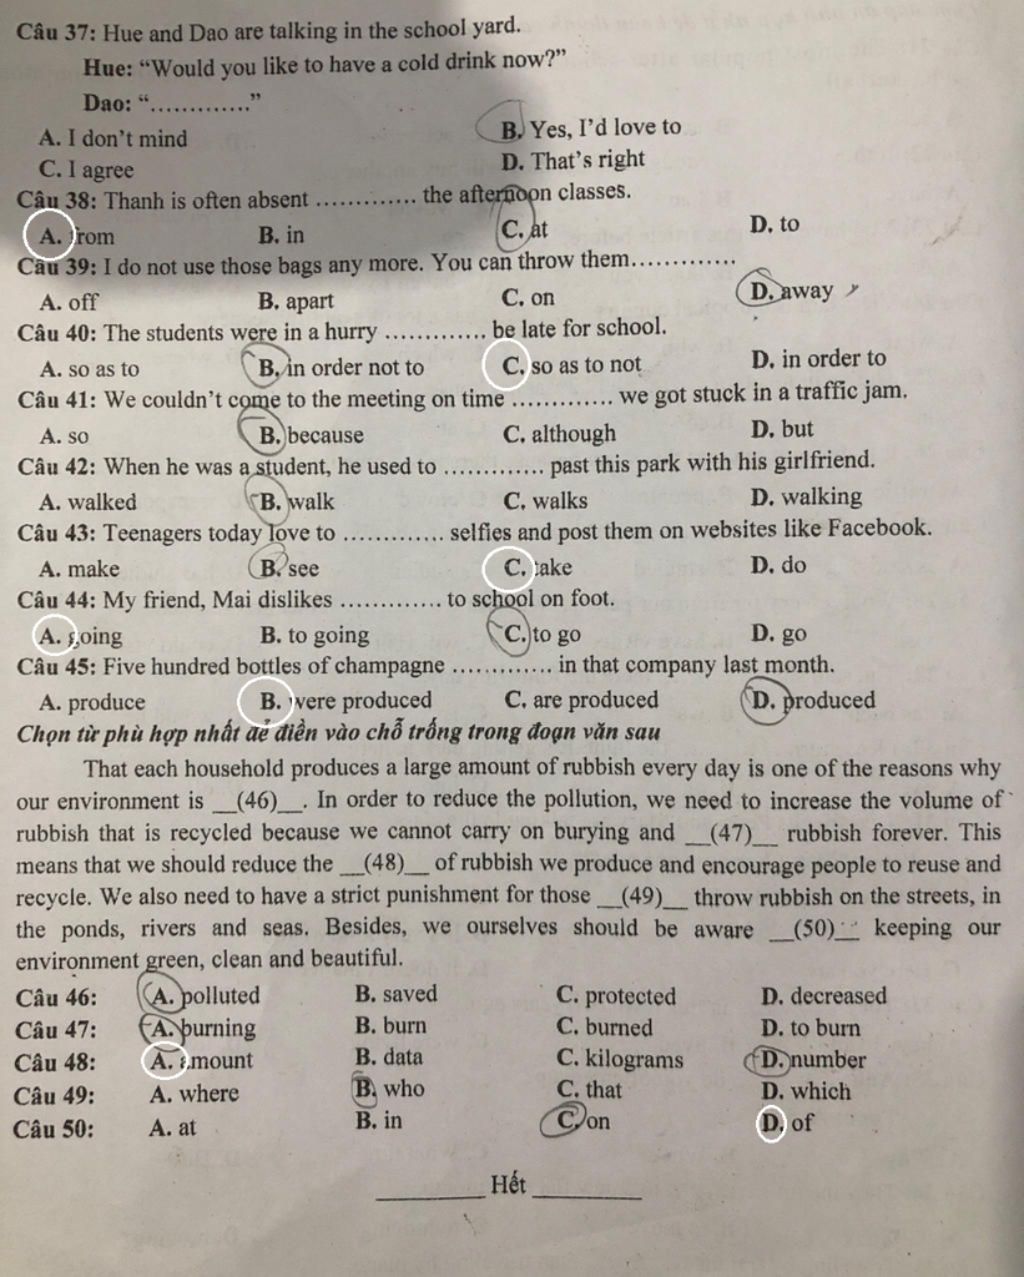 Câu 37: Hue and Dao are talking in the school yard.
Hue: “Would you like to have a cold drink now?”
Dao: “.............”
A. I don’t mind B. Yes, I’d love to
C. I agree D. That’s right
Câu 38: Thanh is often absent ............. the afternoon classes.
A. from B. in C. at D. to
Câu 39: I do not use those bags any more. You can throw them.............
A. off B. apart C. on D. away
Câu 40: The students were in a hurry ............. be late for school.
A. so as to B. in order not to C. so as to not D. in order to
Câu 41: We couldn’t come to the meeting on time ............. we got stuck in a traffic jam.
A. so B. because C. although D. but
Câu 42: When he was a student, he used to ............. past this park with his girlfriend.
A. walked B. walk C. walks D. walking
Câu 43: Teenagers today love to ............. selfies and post them on websites like Facebook.
A. make B. see C. take D. do
Câu 44: My friend, Mai dislikes ............. to school on foot.
A. going B. to going C. to go D. go
Câu 45: Five hundred bottles of champagne ............. in that company last month.
A. produce B. were produced C. are produced D. produced
Chọn từ phù hợp nhất để điền vào chỗ trống trong đoạn văn sau
That each household produces a large amount of rubbish every day is one of the reasons why
our environment is __(46)__. In order to reduce the pollution, we need to increase the volume of
rubbish that is recycled because we cannot carry on burying and __(47)__ rubbish forever. This
means that we should reduce the __(48)__ of rubbish we produce and encourage people to reuse and
recycle. We also need to have a strict punishment for those __(49)__ throw rubbish on the streets, in
the ponds, rivers and seas. Besides, we ourselves should be aware __(50)__ keeping our
environment green, clean and beautiful.
Câu 46: A. polluted B. saved C. protected D. decreased
Câu 47: A. burning B. burn C. burned D. to burn
Câu 48: A. amount B. data C. kilograms D. number
Câu 49: A. where B. who C. that D. which
Câu 50: A. at B. in C. on D. of
Hết